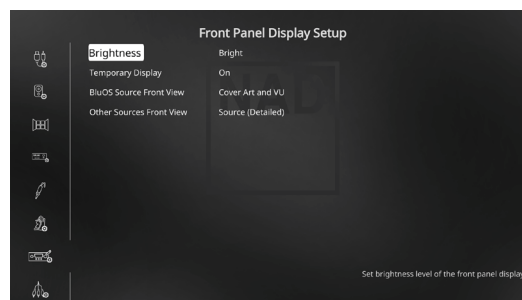 Front Panel Display Setup
Brightness Bright
Temporary Display On
BluOS Source Front View Cover Art and VU
Other Sources Front View Source (Detailed)
NAD
Set brightness level of the front panel display